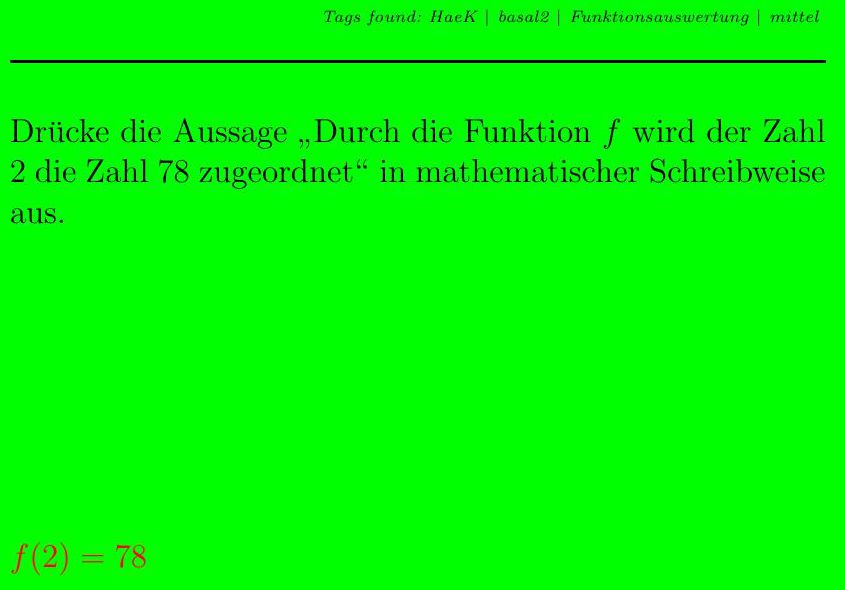 Tags found: HaeK | basal2 | Funktionsauswertung | mittel
Drücke die Aussage „Durch die Funktion f wird der Zahl
2 die Zahl 78 zugeordnet“ in mathematischer Schreibweise
aus.
f(2) = 78